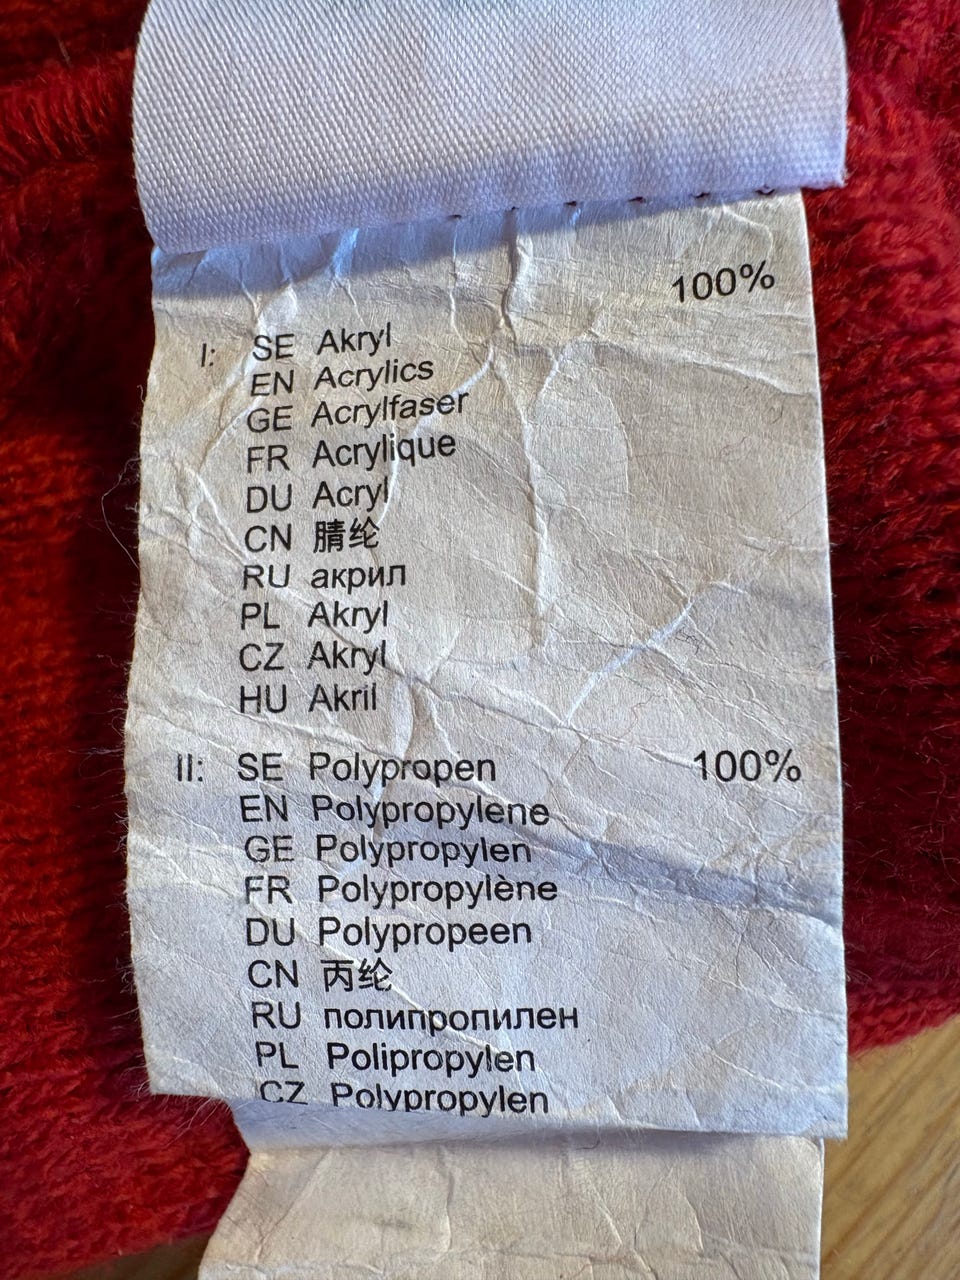 100%
I: SE Akryl
EN Acrylics
GE Acrylfaser
FR Acrylique
DU Acryl
CN 腈纶
RU акрил
PL Akryl
CZ Akryl
HU Akril
II: SE Polypropen 100%
EN Polypropylene
GE Polypropylen
FR Polypropylène
DU Polypropeen
CN 丙纶
RU полипропилен
PL Polipropylen
CZ Polypropylen